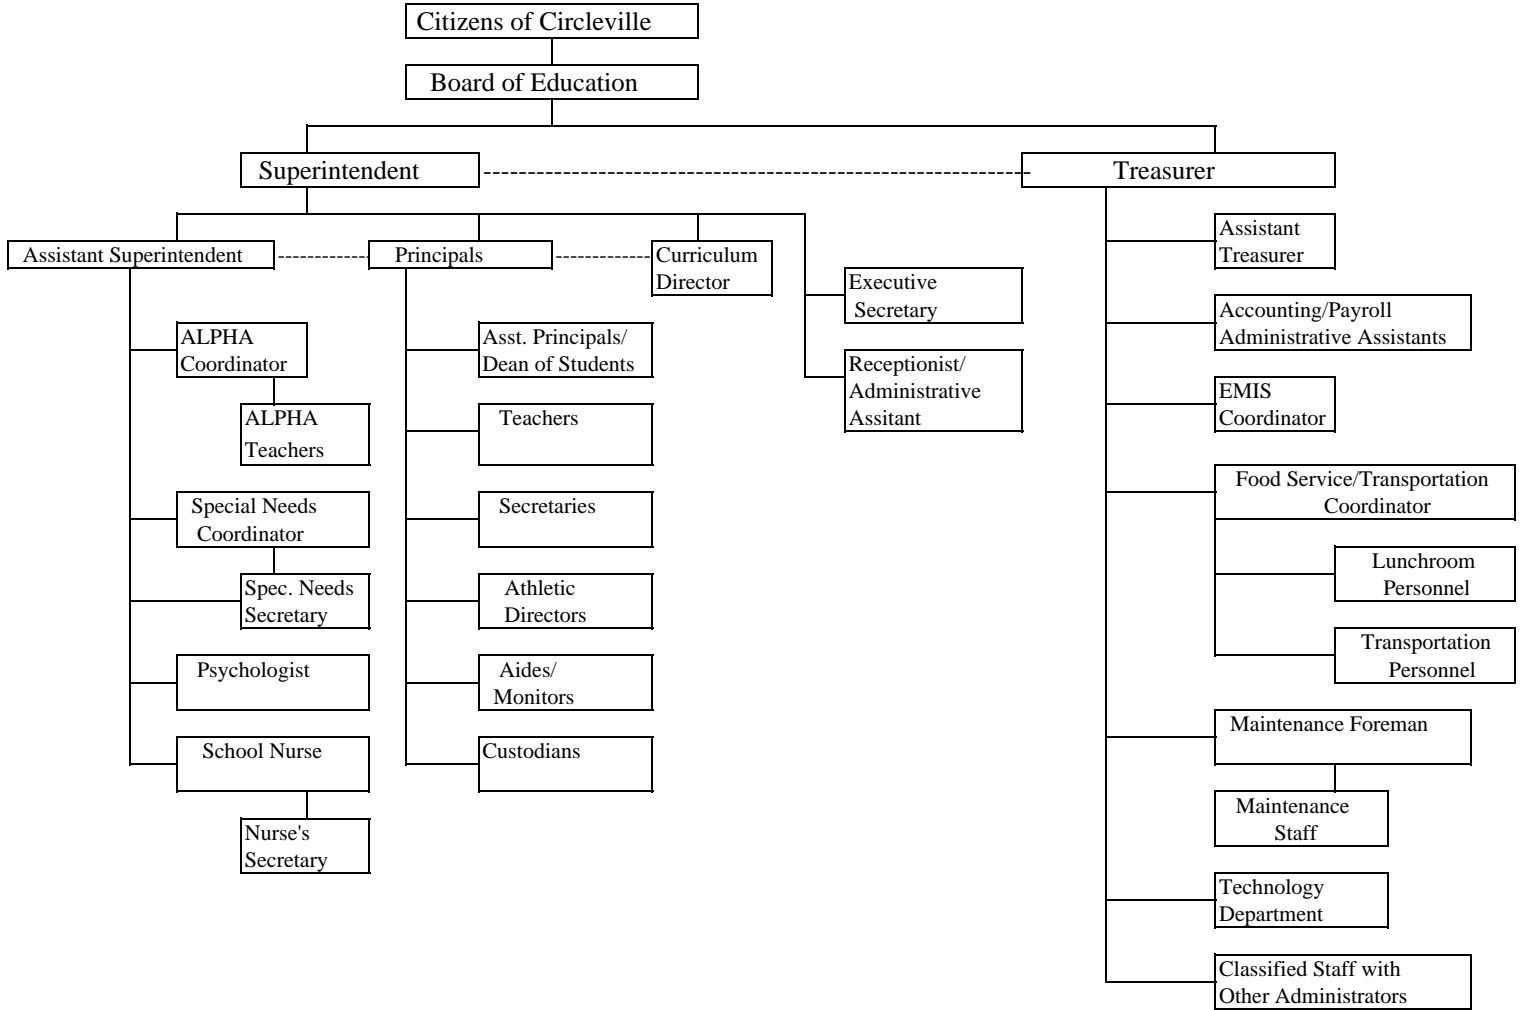 Citizens of Circleville
Board of Education
Superintendent
Treasurer
Assistant Superintendent
Principals
Curriculum
Director
Executive
Secretary
Receptionist/
Administrative
Assitant
ALPHA
Coordinator
ALPHA
Teachers
Special Needs
Coordinator
Spec. Needs
Secretary
Psychologist
School Nurse
Nurse's
Secretary
Asst. Principals/
Dean of Students
Teachers
Secretaries
Athletic
Directors
Aides/
Monitors
Custodians
Assistant
Treasurer
Accounting/Payroll
Administrative Assistants
EMIS
Coordinator
Food Service/Transportation
Coordinator
Lunchroom
Personnel
Transportation
Personnel
Maintenance Foreman
Maintenance
Staff
Technology
Department
Classified Staff with
Other Administrators